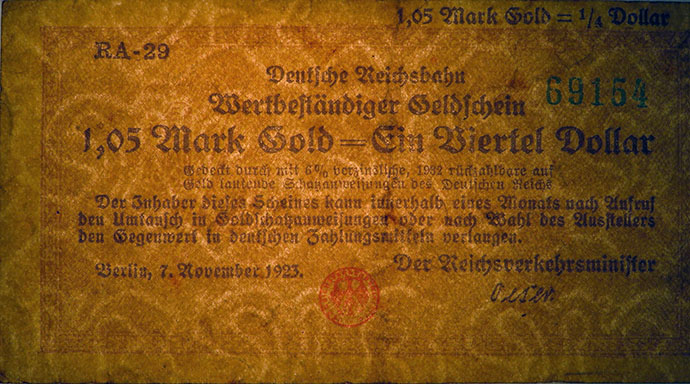 1,05 Mark Gold = 1/4 Dollar
RA-29
Deutsche Reichsbahn
Wertbeständiger Geldschein 69154
1,05 Mark Gold = Ein Viertel Dollar
Gedeckt durch mit 6% verzinsliche, 1932 rückzahlbare auf
Gold lautende Schatzanweisungen des Deutschen Reichs
Der Inhaber dieses Scheines kann innerhalb eines Monats nach Aufruf
den Umtausch in Goldschatzanweisungen oder nach Wahl des Ausstellers
den Gegenwert in deutschen Zahlungsmitteln verlangen.
Berlin, 7. November 1923. Der Reichsverkehrsminister
Oeser